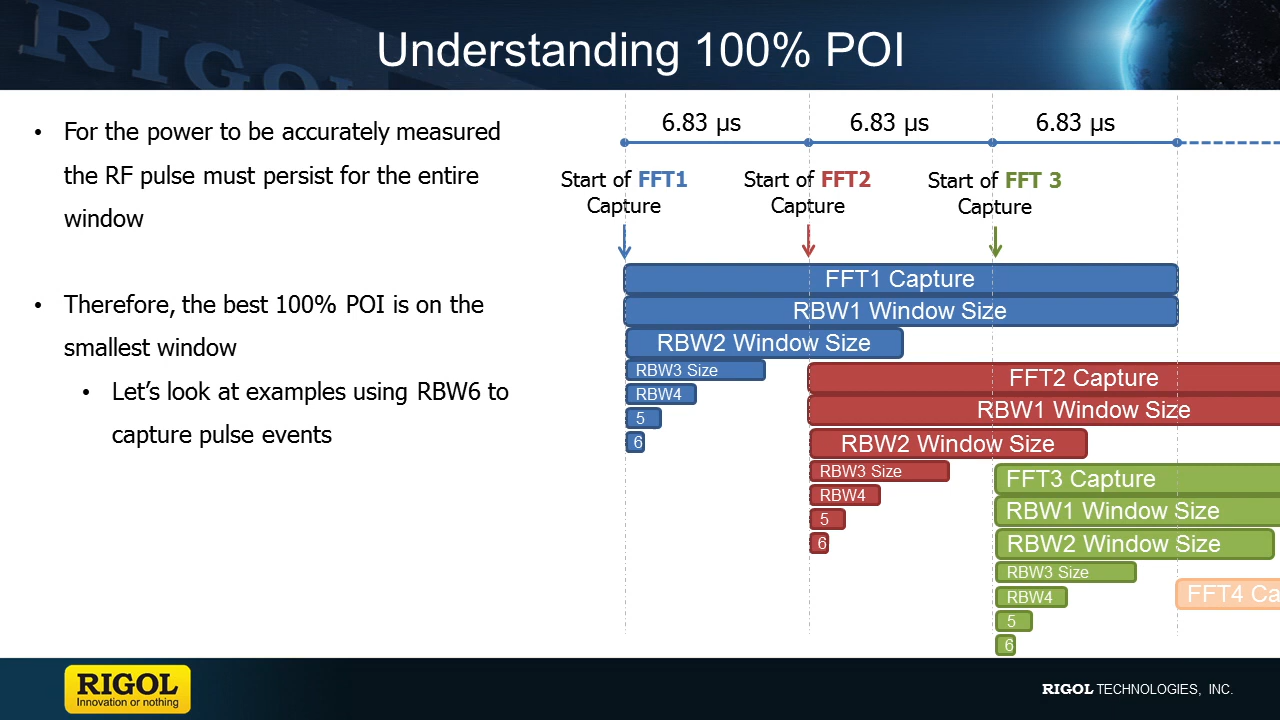 RIGOL
Understanding 100% POI
• For the power to be accurately measured
the RF pulse must persist for the entire
window
• Therefore, the best 100% POI is on the
smallest window
• Let’s look at examples using RBW6 to
capture pulse events
6.83 µs
6.83 µs
6.83 µs
Start of FFT1
Capture
Start of FFT2
Capture
Start of FFT 3
Capture
FFT1 Capture
RBW1 Window Size
RBW2 Window Size
RBW3 Size
RBW4
5
6
FFT2 Capture
RBW1 Window Size
RBW2 Window Size
RBW3 Size
RBW4
5
6
FFT3 Capture
RBW1 Window Size
RBW2 Window Size
RBW3 Size
RBW4
5
6
FFT4 Ca
RIGOL
Innovation or nothing
RIGOL TECHNOLOGIES, INC.